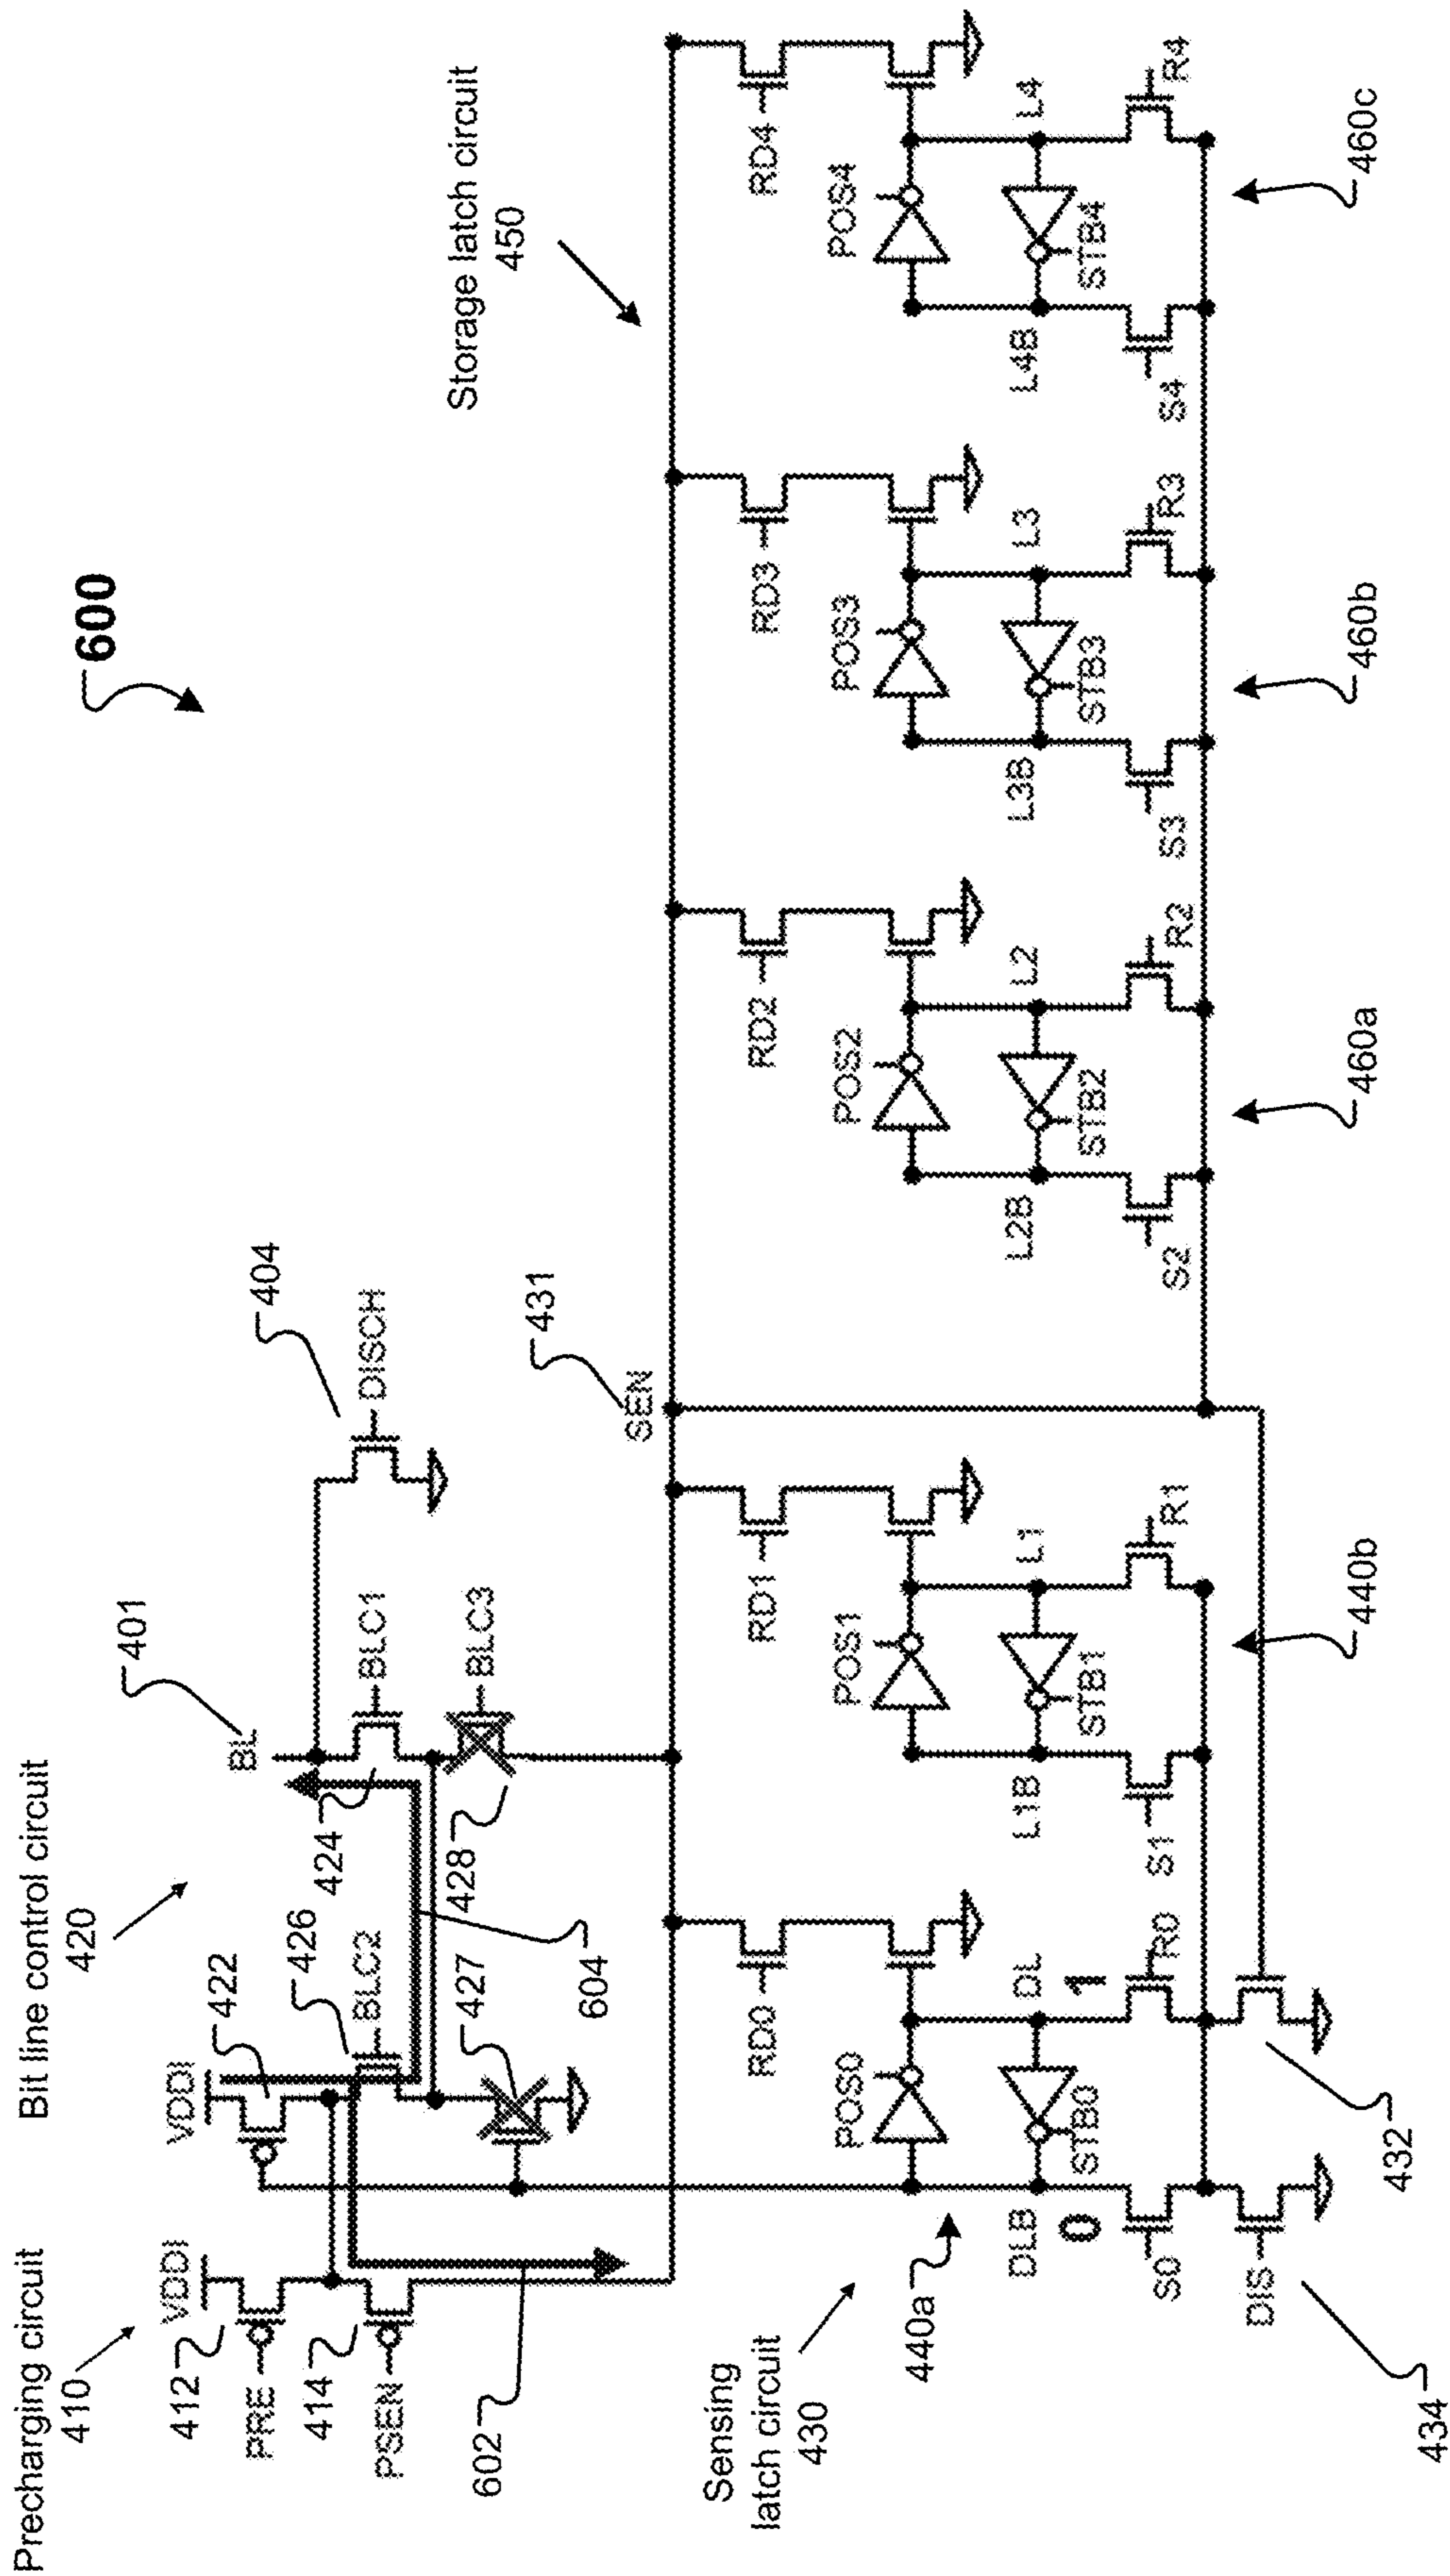 600
Precharging circuit
410
Bit line control circuit
420
VDDI
VDDI
412
PRE
414
PSEN
602
422
426
BLC2
427
604
BL
401
424
BLC1
428
BLC3
404
DISCH
SEN
431
Storage latch circuit
450
Sensing
latch circuit
430
440a
RD0
POS0
DLB
DL
0
1
STB0
S0
R0
DIS
434
432
RD1
POS1
L1B
L1
STB1
S1
R1
440b
RD2
POS2
L2B
L2
STB2
S2
R2
460a
RD3
POS3
L3B
L3
STB3
S3
R3
460b
RD4
POS4
L4B
L4
STB4
S4
R4
460c